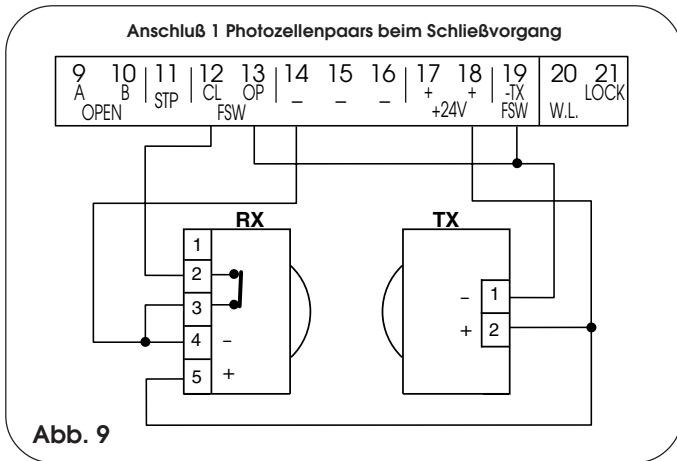 Anschluß 1 Photozellenpaars beim Schließvorgang
9 10 11 12 13 14 15 16 17 18 19 20 21
A B STP CL OP _ _ _ + + -TX LOCK
OPEN FSW +24V FSW W.L.
RX TX
1
2
3
4 –
5 +
– 1
+ 2
Abb. 9